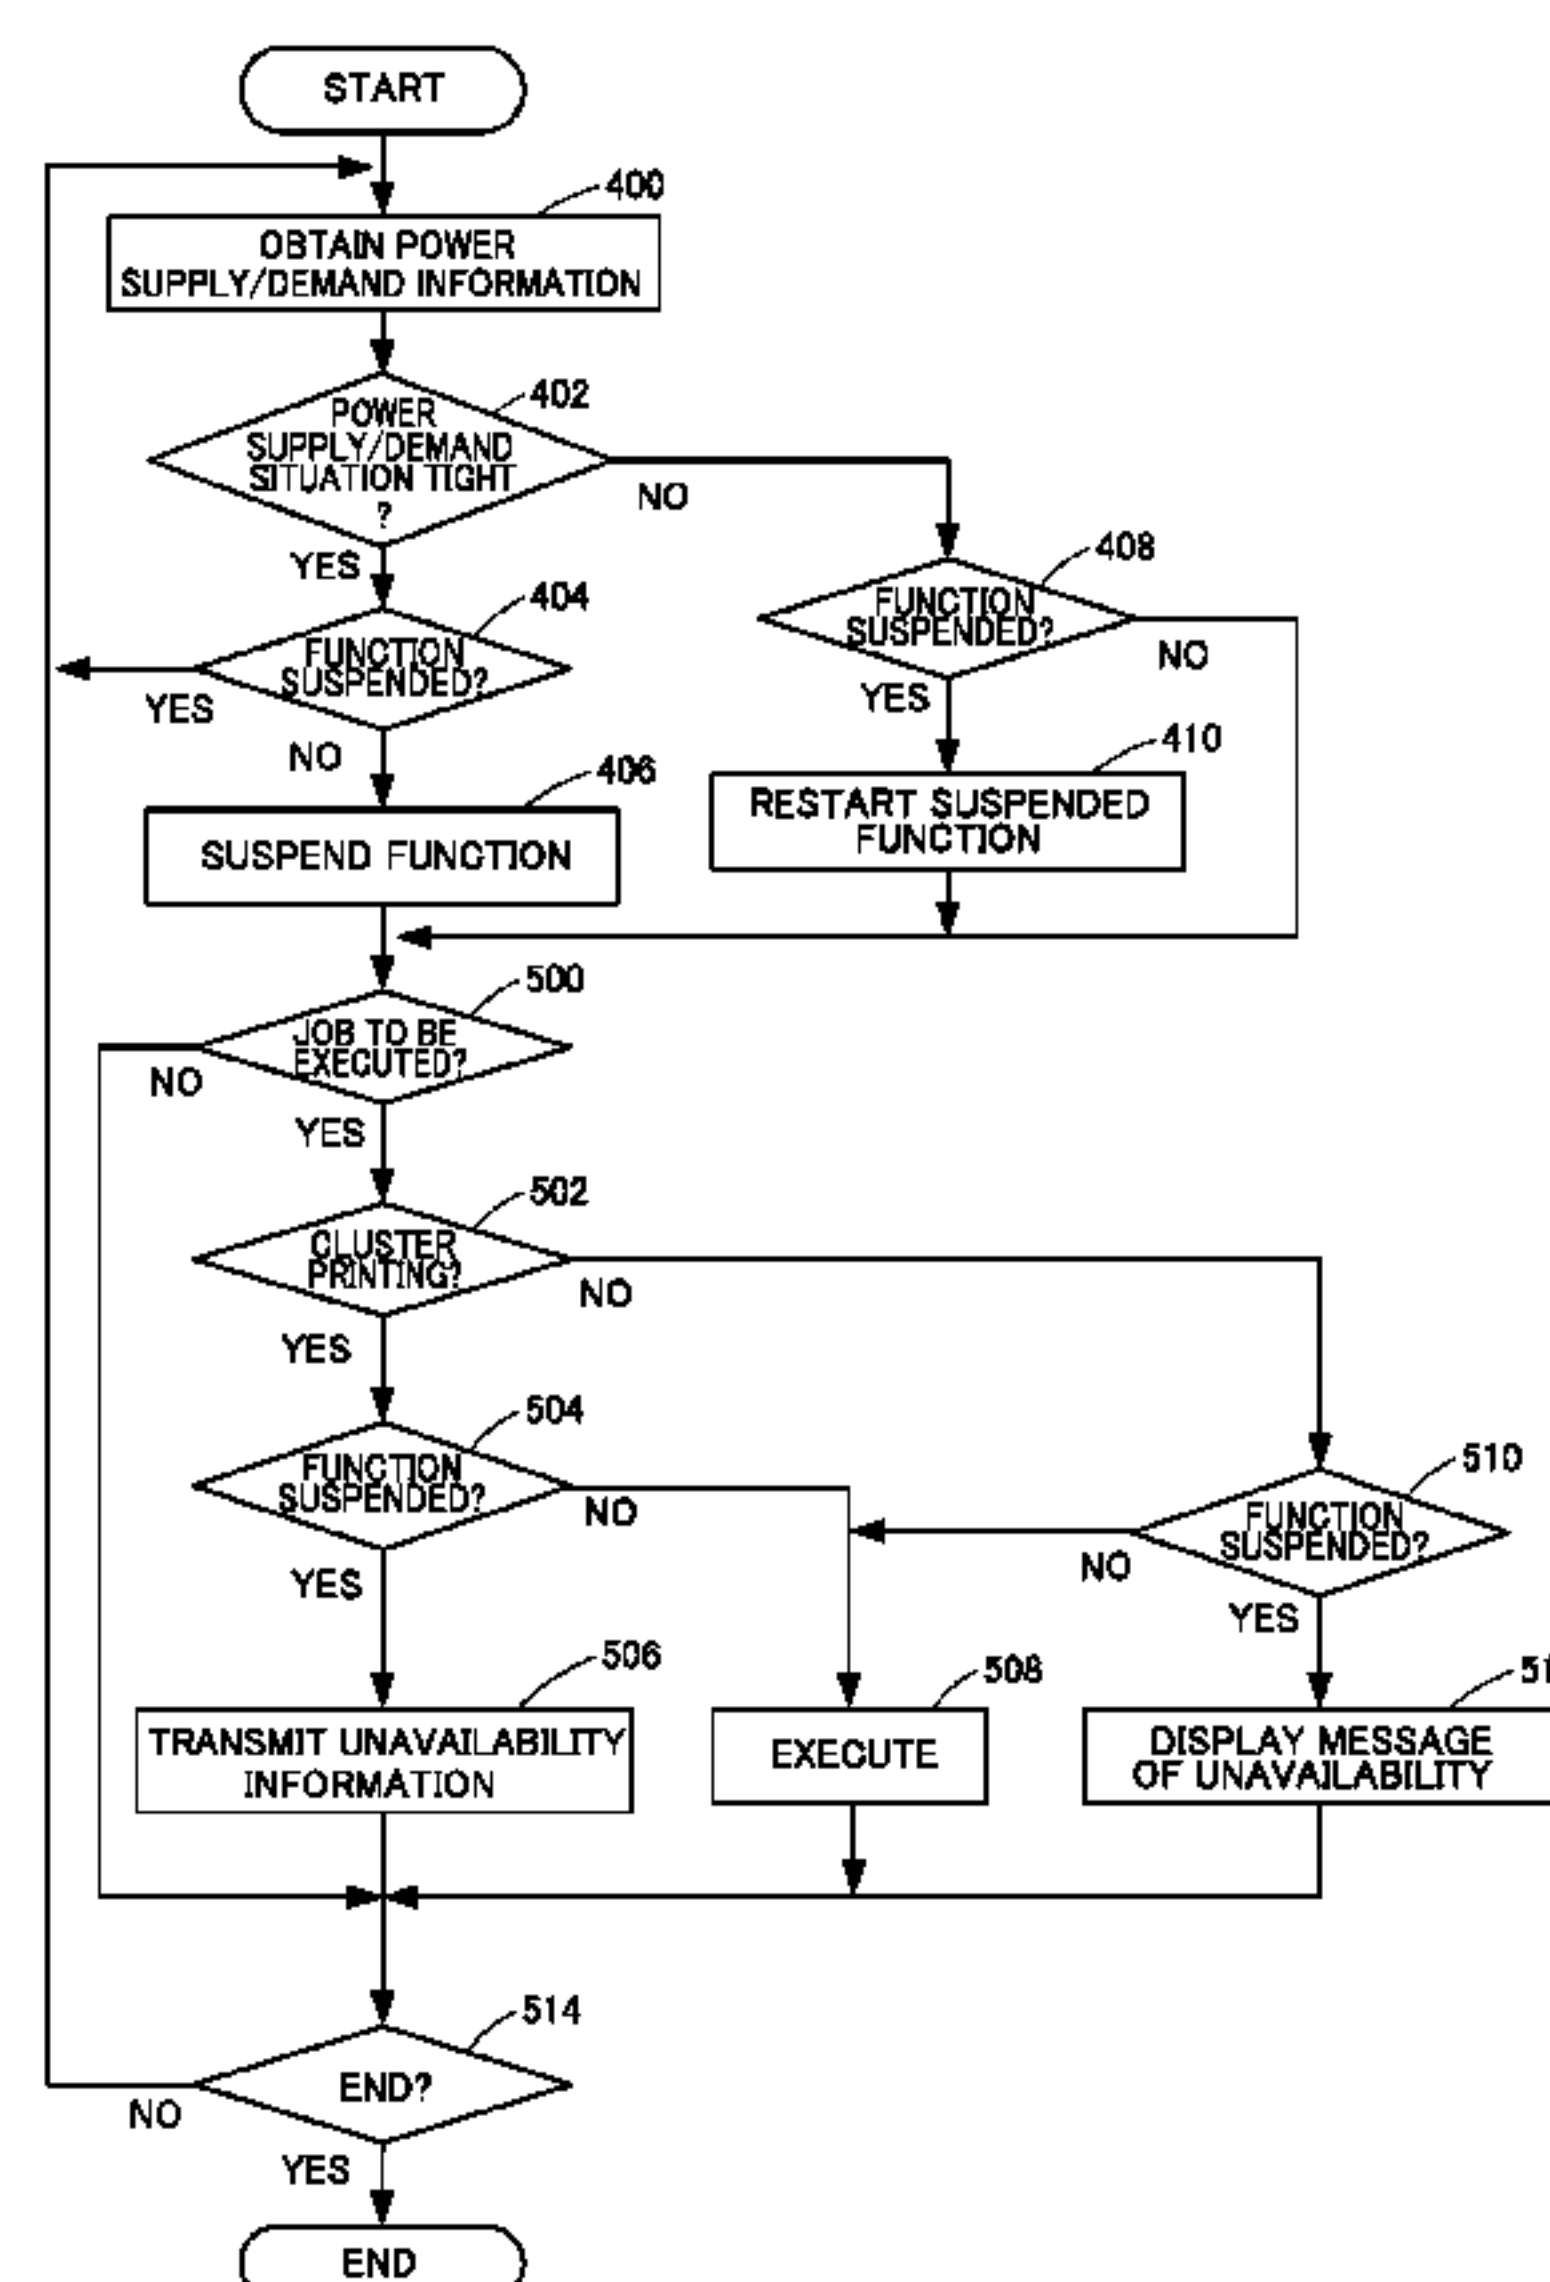 START
400
OBTAIN POWER
SUPPLY/DEMAND INFORMATION
402
POWER
SUPPLY/DEMAND
SITUATION TIGHT
?
NO
YES
408
FUNCTION
SUSPENDED?
NO
YES
404
FUNCTION
SUSPENDED?
YES
NO
410
RESTART SUSPENDED
FUNCTION
406
SUSPEND FUNCTION
500
JOB TO BE
EXECUTED?
NO
YES
502
CLUSTER
PRINTING?
NO
YES
504
FUNCTION
SUSPENDED?
NO
YES
510
FUNCTION
SUSPENDED?
NO
YES
506
TRANSMIT UNAVAILABILITY
INFORMATION
508
EXECUTE
DISPLAY MESSAGE
OF UNAVAILABILITY
514
END?
NO
YES
END